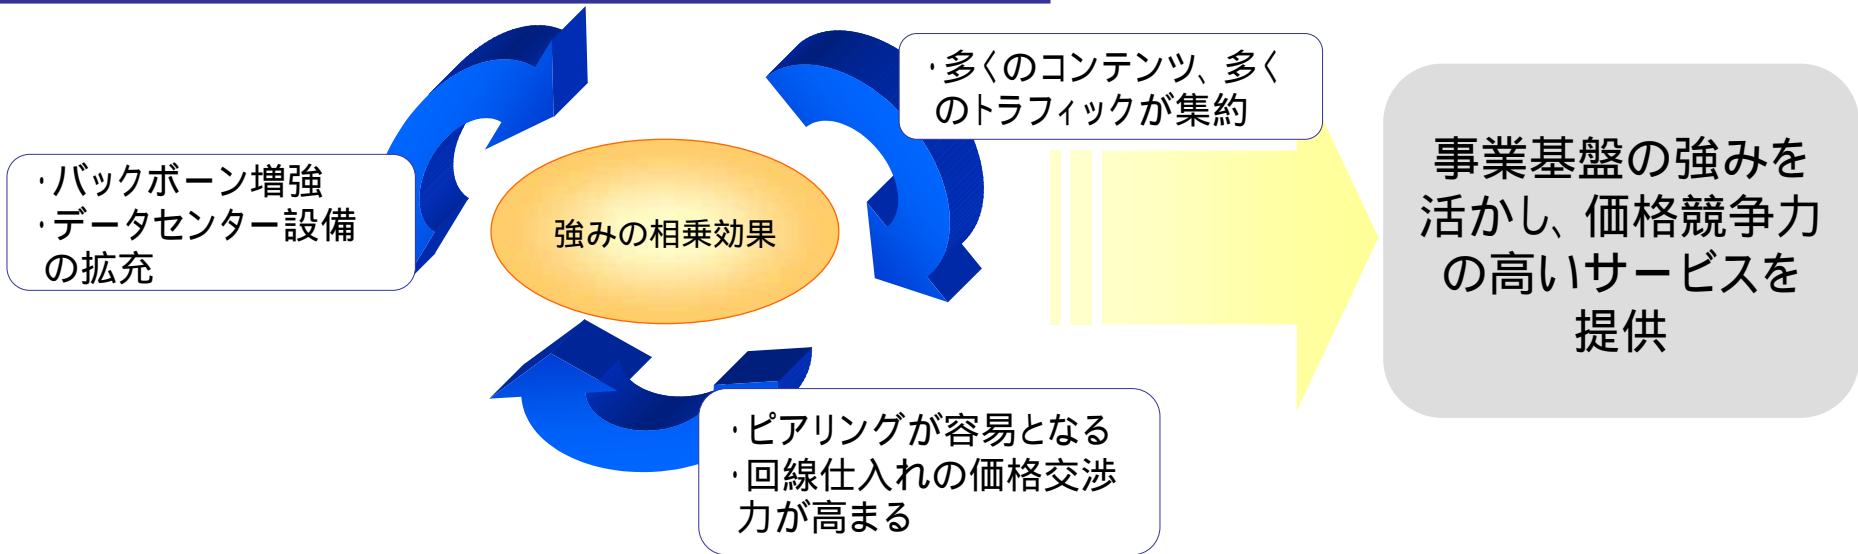 ・多くのコンテンツ、多く
のトラフィックが集約
・バックボーン増強
・データセンター設備
の拡充
強みの相乗効果
・ピアリングが容易となる
・回線仕入れの価格交渉
力が高まる
事業基盤の強みを
活かし、価格競争力
の高いサービスを
提供